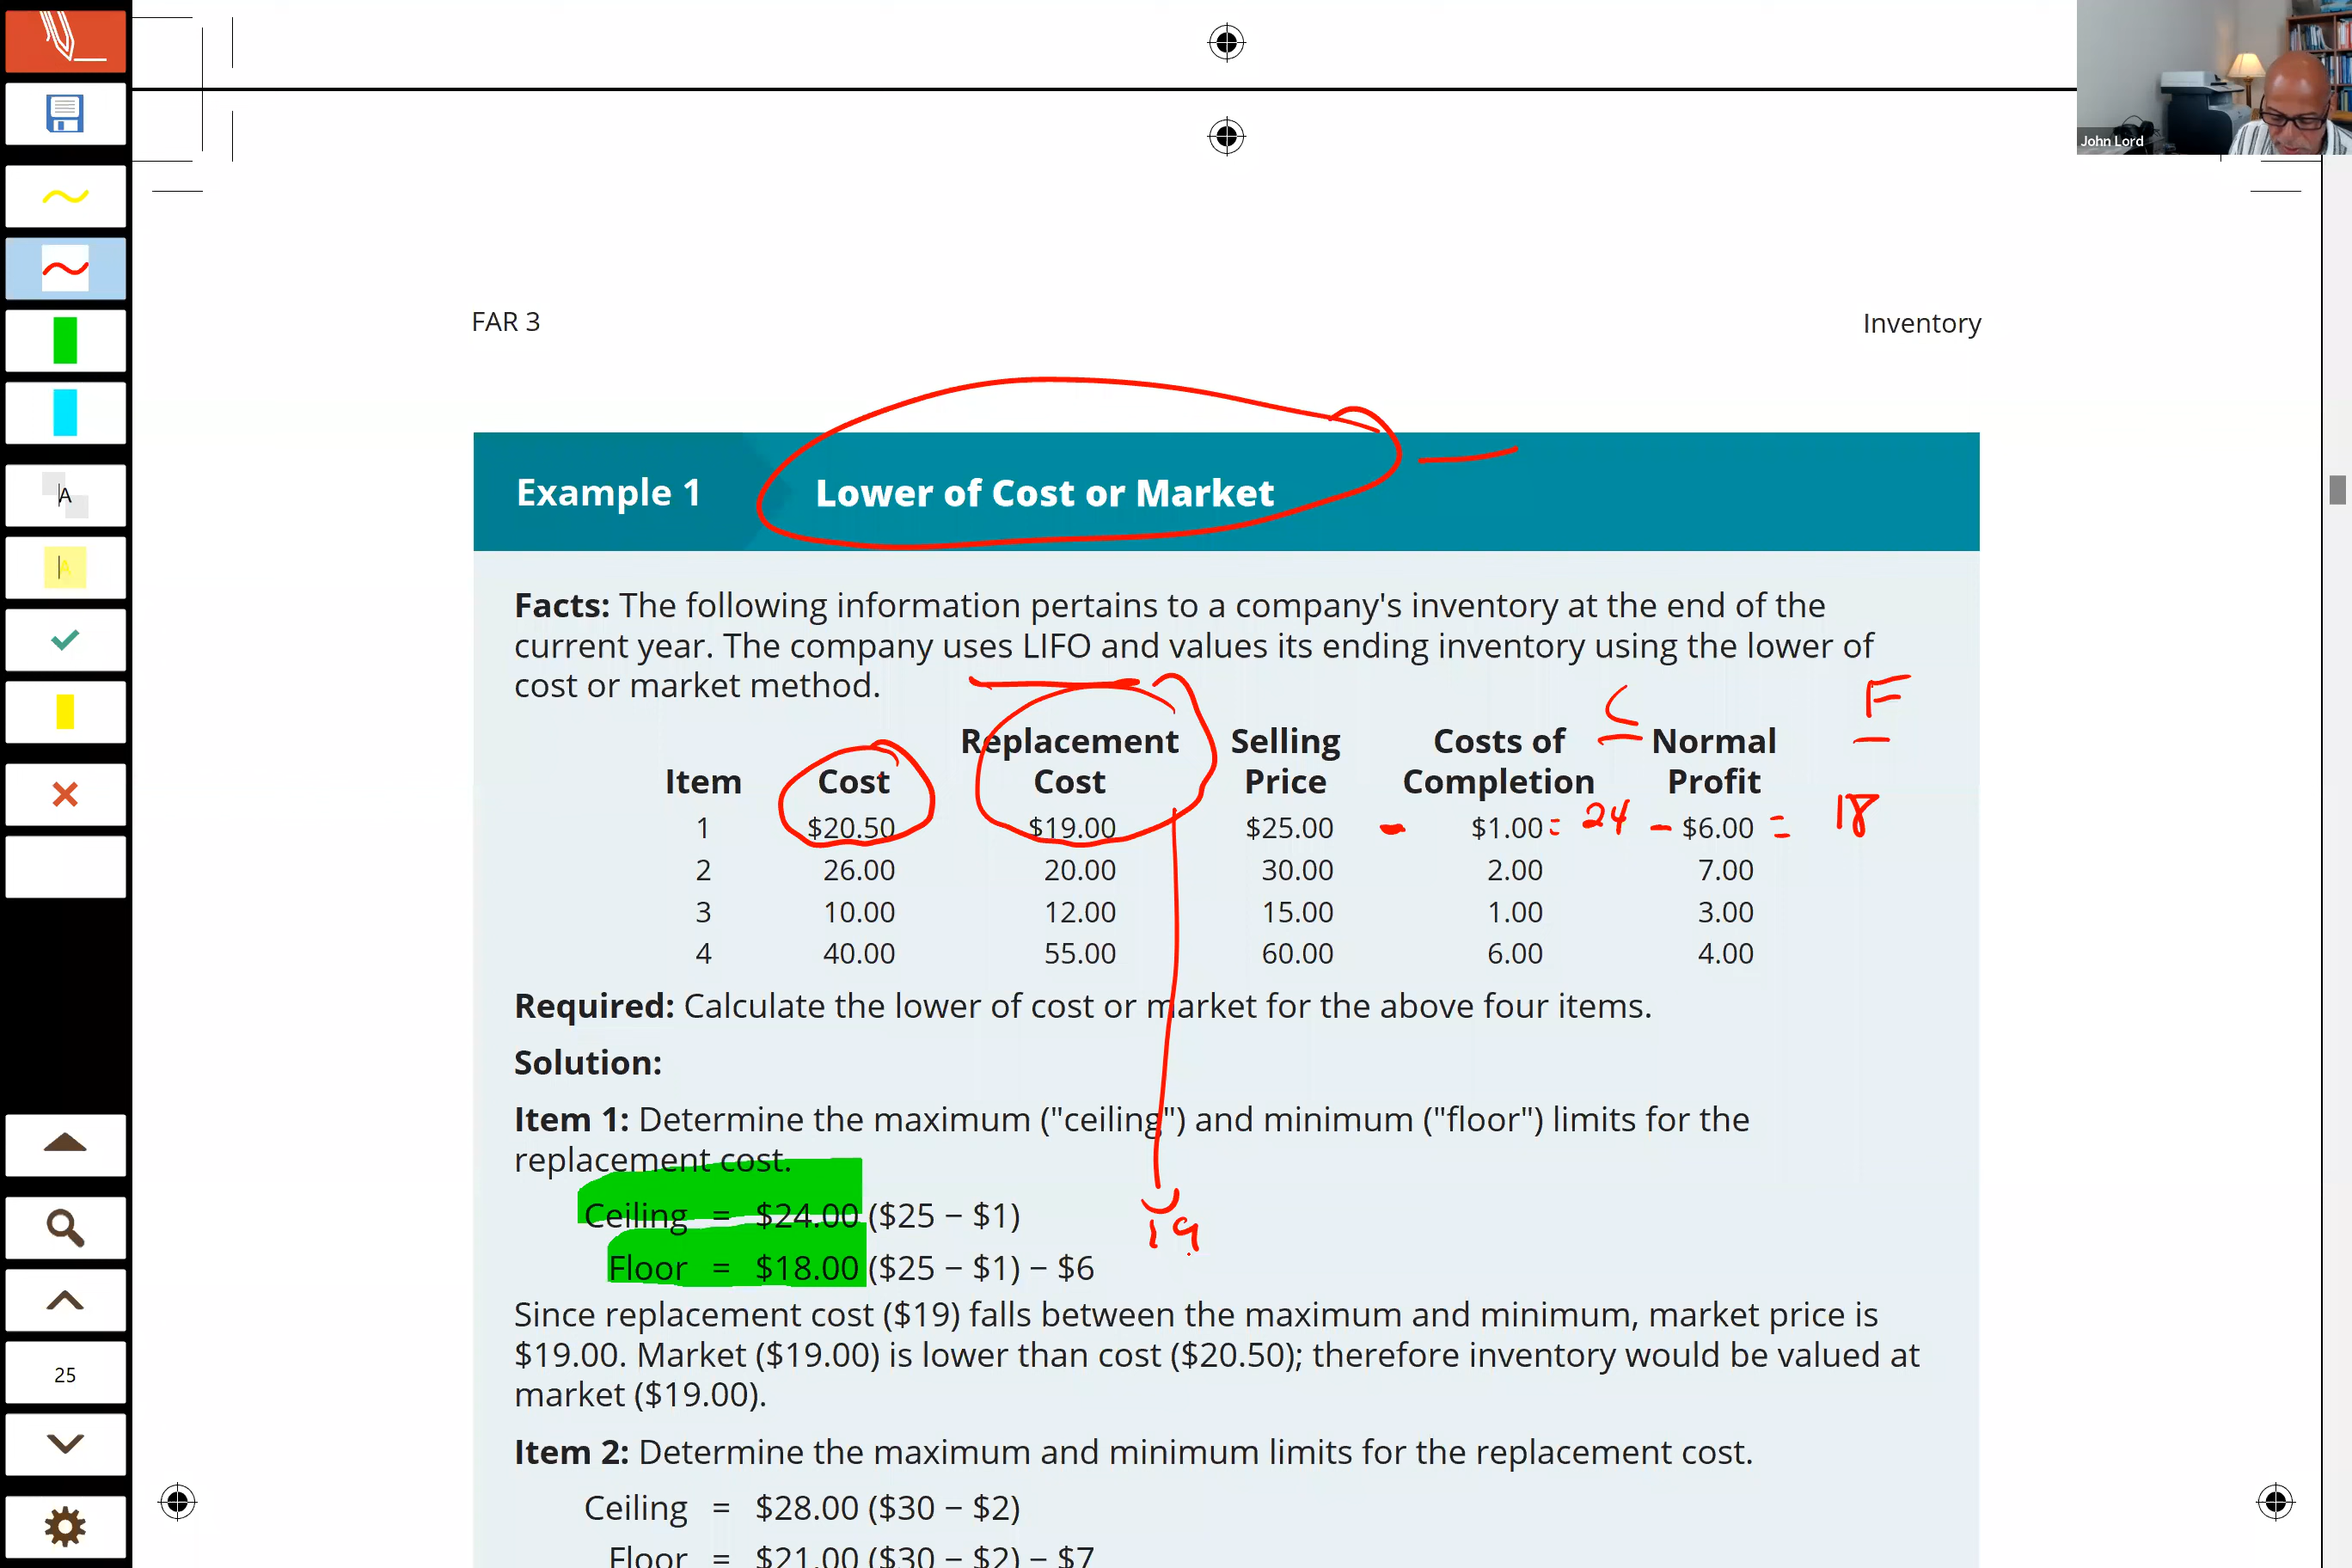 John Lord
FAR 3
Inventory
Example 1 Lower of Cost or Market
Facts: The following information pertains to a company's inventory at the end of the
current year. The company uses LIFO and values its ending inventory using the lower of
cost or market method.
C F
Replacement Selling Costs of Normal
Item Cost Cost Price Completion Profit
1 $20.50 $19.00 $25.00 - $1.00 = 24 - $6.00 = 18
2 26.00 20.00 30.00 2.00 7.00
3 10.00 12.00 15.00 1.00 3.00
4 40.00 55.00 60.00 6.00 4.00
Required: Calculate the lower of cost or market for the above four items.
Solution:
Item 1: Determine the maximum ("ceiling") and minimum ("floor") limits for the
replacement cost.
Ceiling = $24.00 ($25 − $1)
19
Floor = $18.00 ($25 − $1) − $6
Since replacement cost ($19) falls between the maximum and minimum, market price is
$19.00. Market ($19.00) is lower than cost ($20.50); therefore inventory would be valued at
market ($19.00).
Item 2: Determine the maximum and minimum limits for the replacement cost.
Ceiling = $28.00 ($30 − $2)
Floor = $21.00 ($30 − $2) − $7
A
A
25